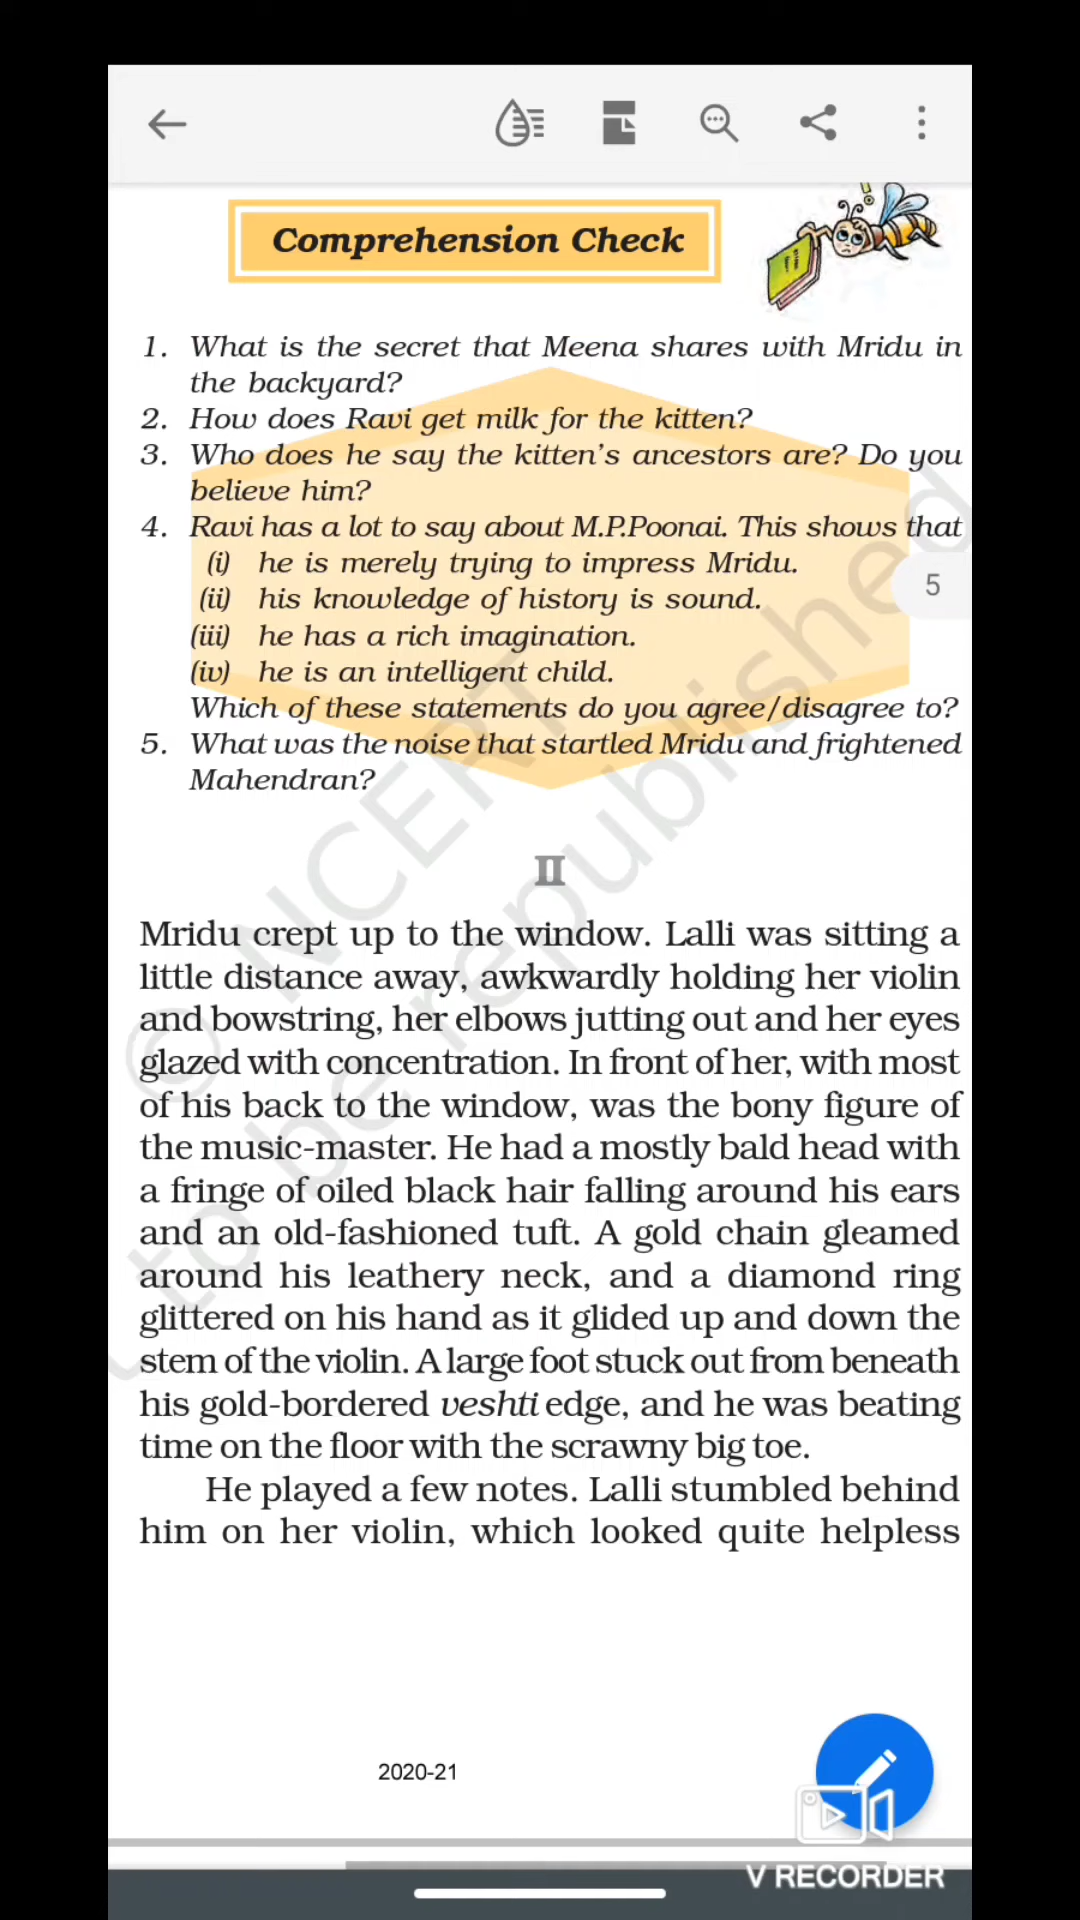 Comprehension Check
1. What is the secret that Meena shares with Mridu in
the backyard?
2. How does Ravi get milk for the kitten?
3. Who does he say the kitten's ancestors are? Do you
believe him?
4. Ravi has a lot to say about M.P.Poonai. This shows that
(i) he is merely trying to impress Mridu.
5
(ii) his knowledge of history is sound.
(iii) he has a rich imagination.
(iv) he is an intelligent child.
Which of these statements do you agree/disagree to?
5. What was the noise that startled Mridu and frightened
Mahendran?
© NCERT
to be republished
II
Mridu crept up to the window. Lalli was sitting a
little distance away, awkwardly holding her violin
and bowstring, her elbows jutting out and her eyes
glazed with concentration. In front of her, with most
of his back to the window, was the bony figure of
the music-master. He had a mostly bald head with
a fringe of oiled black hair falling around his ears
and an old-fashioned tuft. A gold chain gleamed
around his leathery neck, and a diamond ring
glittered on his hand as it glided up and down the
stem of the violin. A large foot stuck out from beneath
his gold-bordered veshti edge, and he was beating
time on the floor with the scrawny big toe.
He played a few notes. Lalli stumbled behind
him on her violin, which looked quite helpless
2020-21
V RECORDER